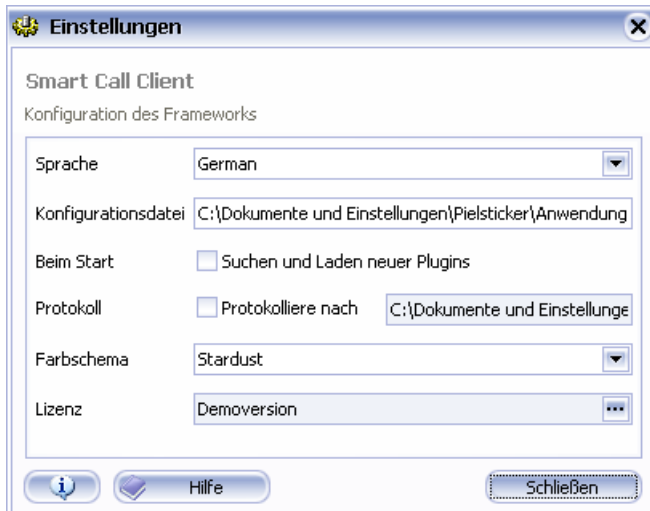 Einstellungen
Smart Call Client
Konfiguration des Frameworks
Sprache German
Konfigurationsdatei C:\Dokumente und Einstellungen\Pielsticker\Anwendung
Beim Start Suchen und Laden neuer Plugins
Protokoll Protokolliere nach C:\Dokumente und Einstellunge
Farbschema Stardust
Lizenz Demoversion
Hilfe Schließen